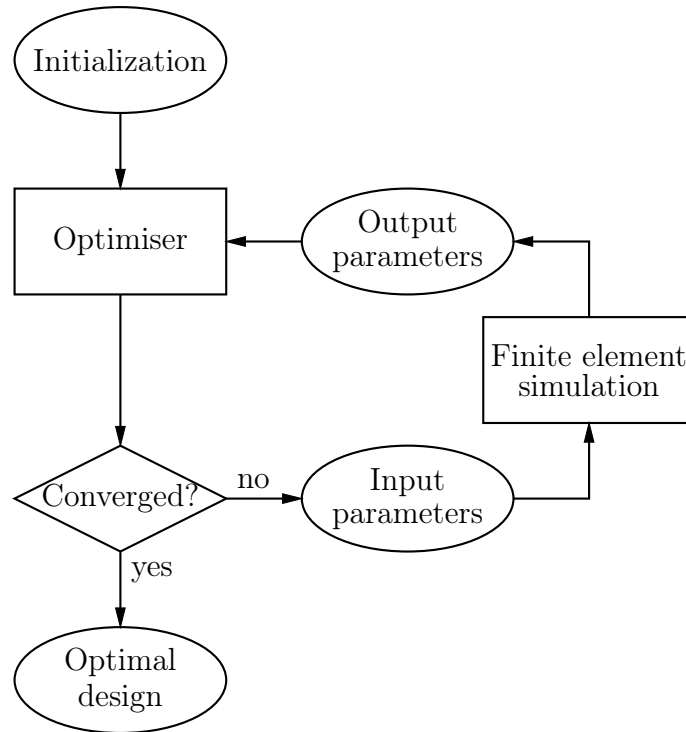 Initialization
Optimiser
Output
parameters
Finite element
simulation
Converged?
no
Input
parameters
yes
Optimal
design